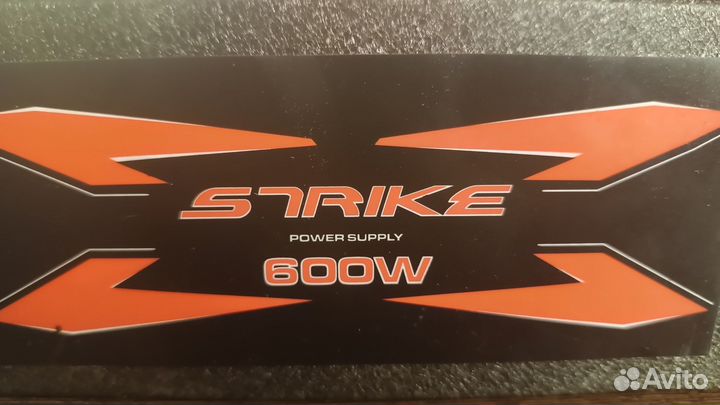 STRIKE
POWER SUPPLY
600W
Avito